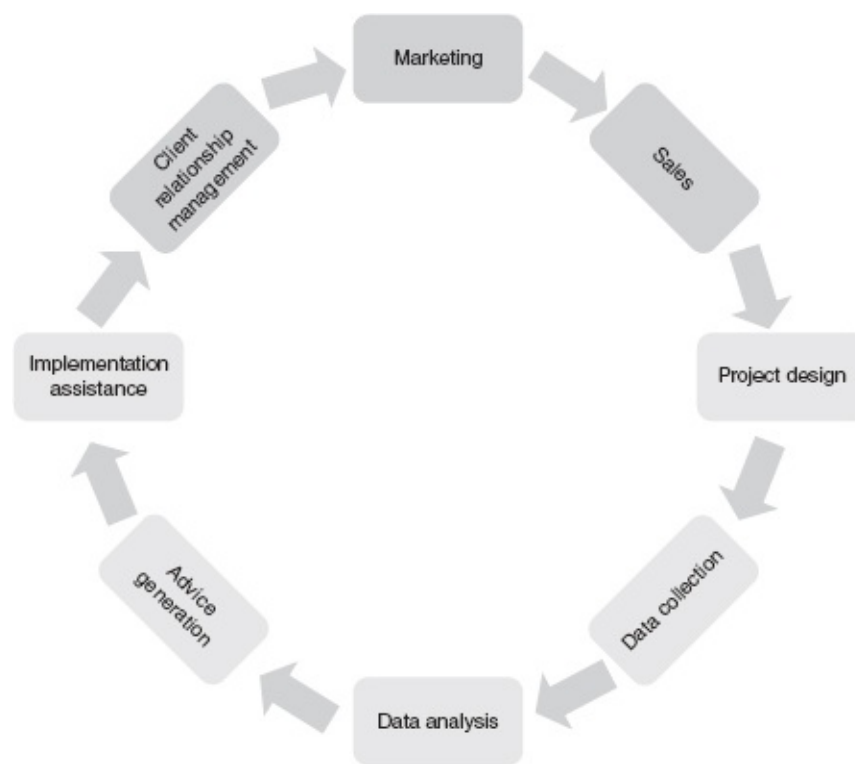 Marketing
Sales
Project design
Data collection
Data analysis
Advice
generation
Implementation
assistance
Client
relationship
management